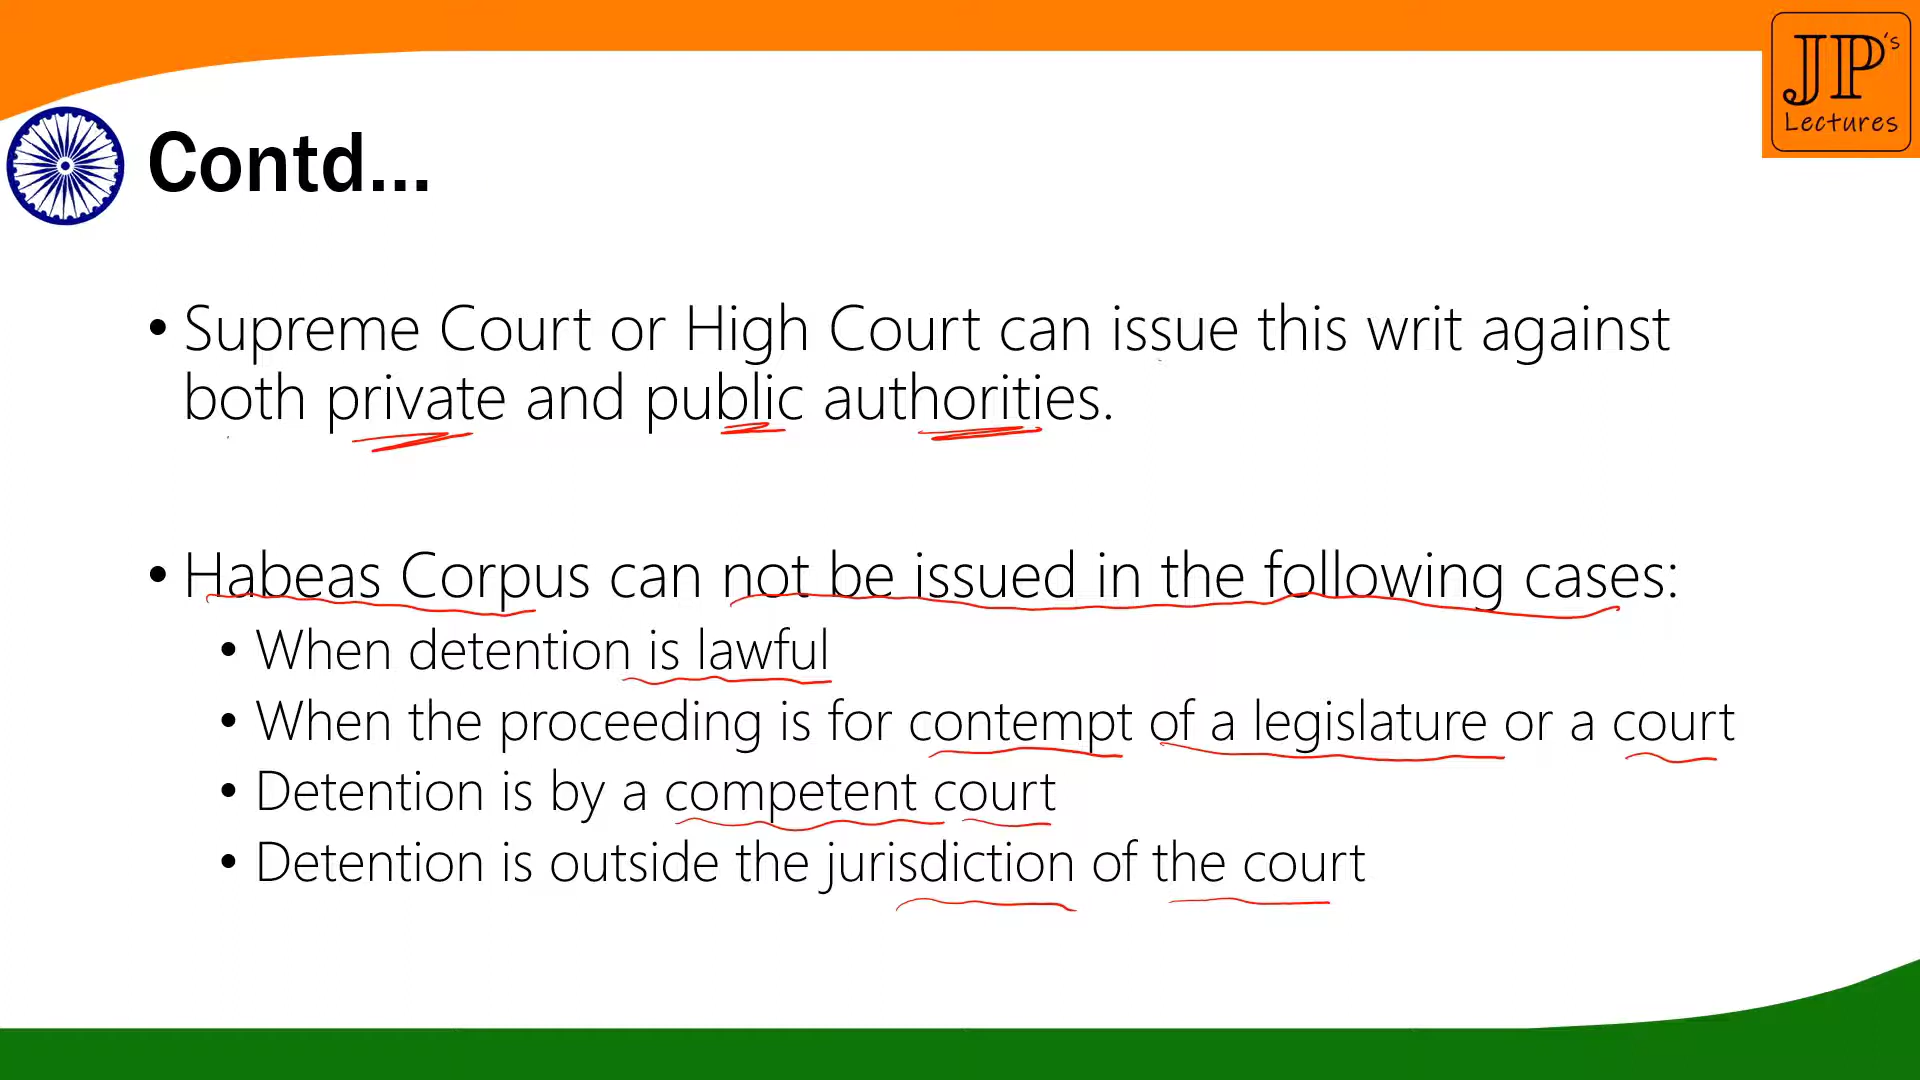 JP's
Lectures
Contd...
• Supreme Court or High Court can issue this writ against
both private and public authorities.
• Habeas Corpus can not be issued in the following cases:
• When detention is lawful
• When the proceeding is for contempt of a legislature or a court
• Detention is by a competent court
• Detention is outside the jurisdiction of the court